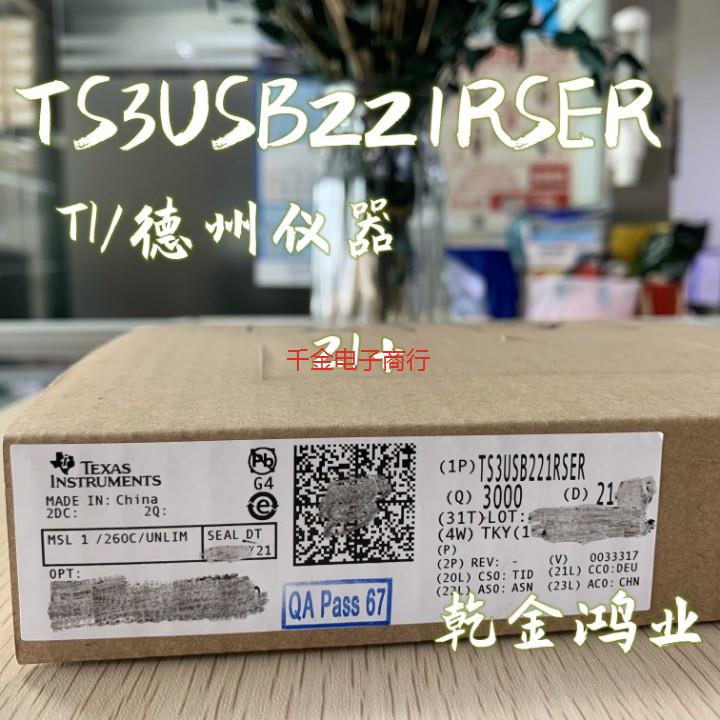 TS3USB221RSER
TI/德州仪器
21+
千金电子商行
TEXAS
INSTRUMENTS
MADE IN: China
2DC: 2Q:
MSL 1 /260C/UNLIM
SEAL DT
/21
OPT:
Pb
G4
e
QA Pass 67
(1P) TS3USB221RSER
(Q) 3000 (D) 21
(31T) LOT:
(4W) TKY(1
(P)
(2P) REV: - (V) 0033317
(20L) CSO: TID (21L) CCO:DEU
(22L) ASO: ASN (23L) ACO: CHN
乾金鸿业